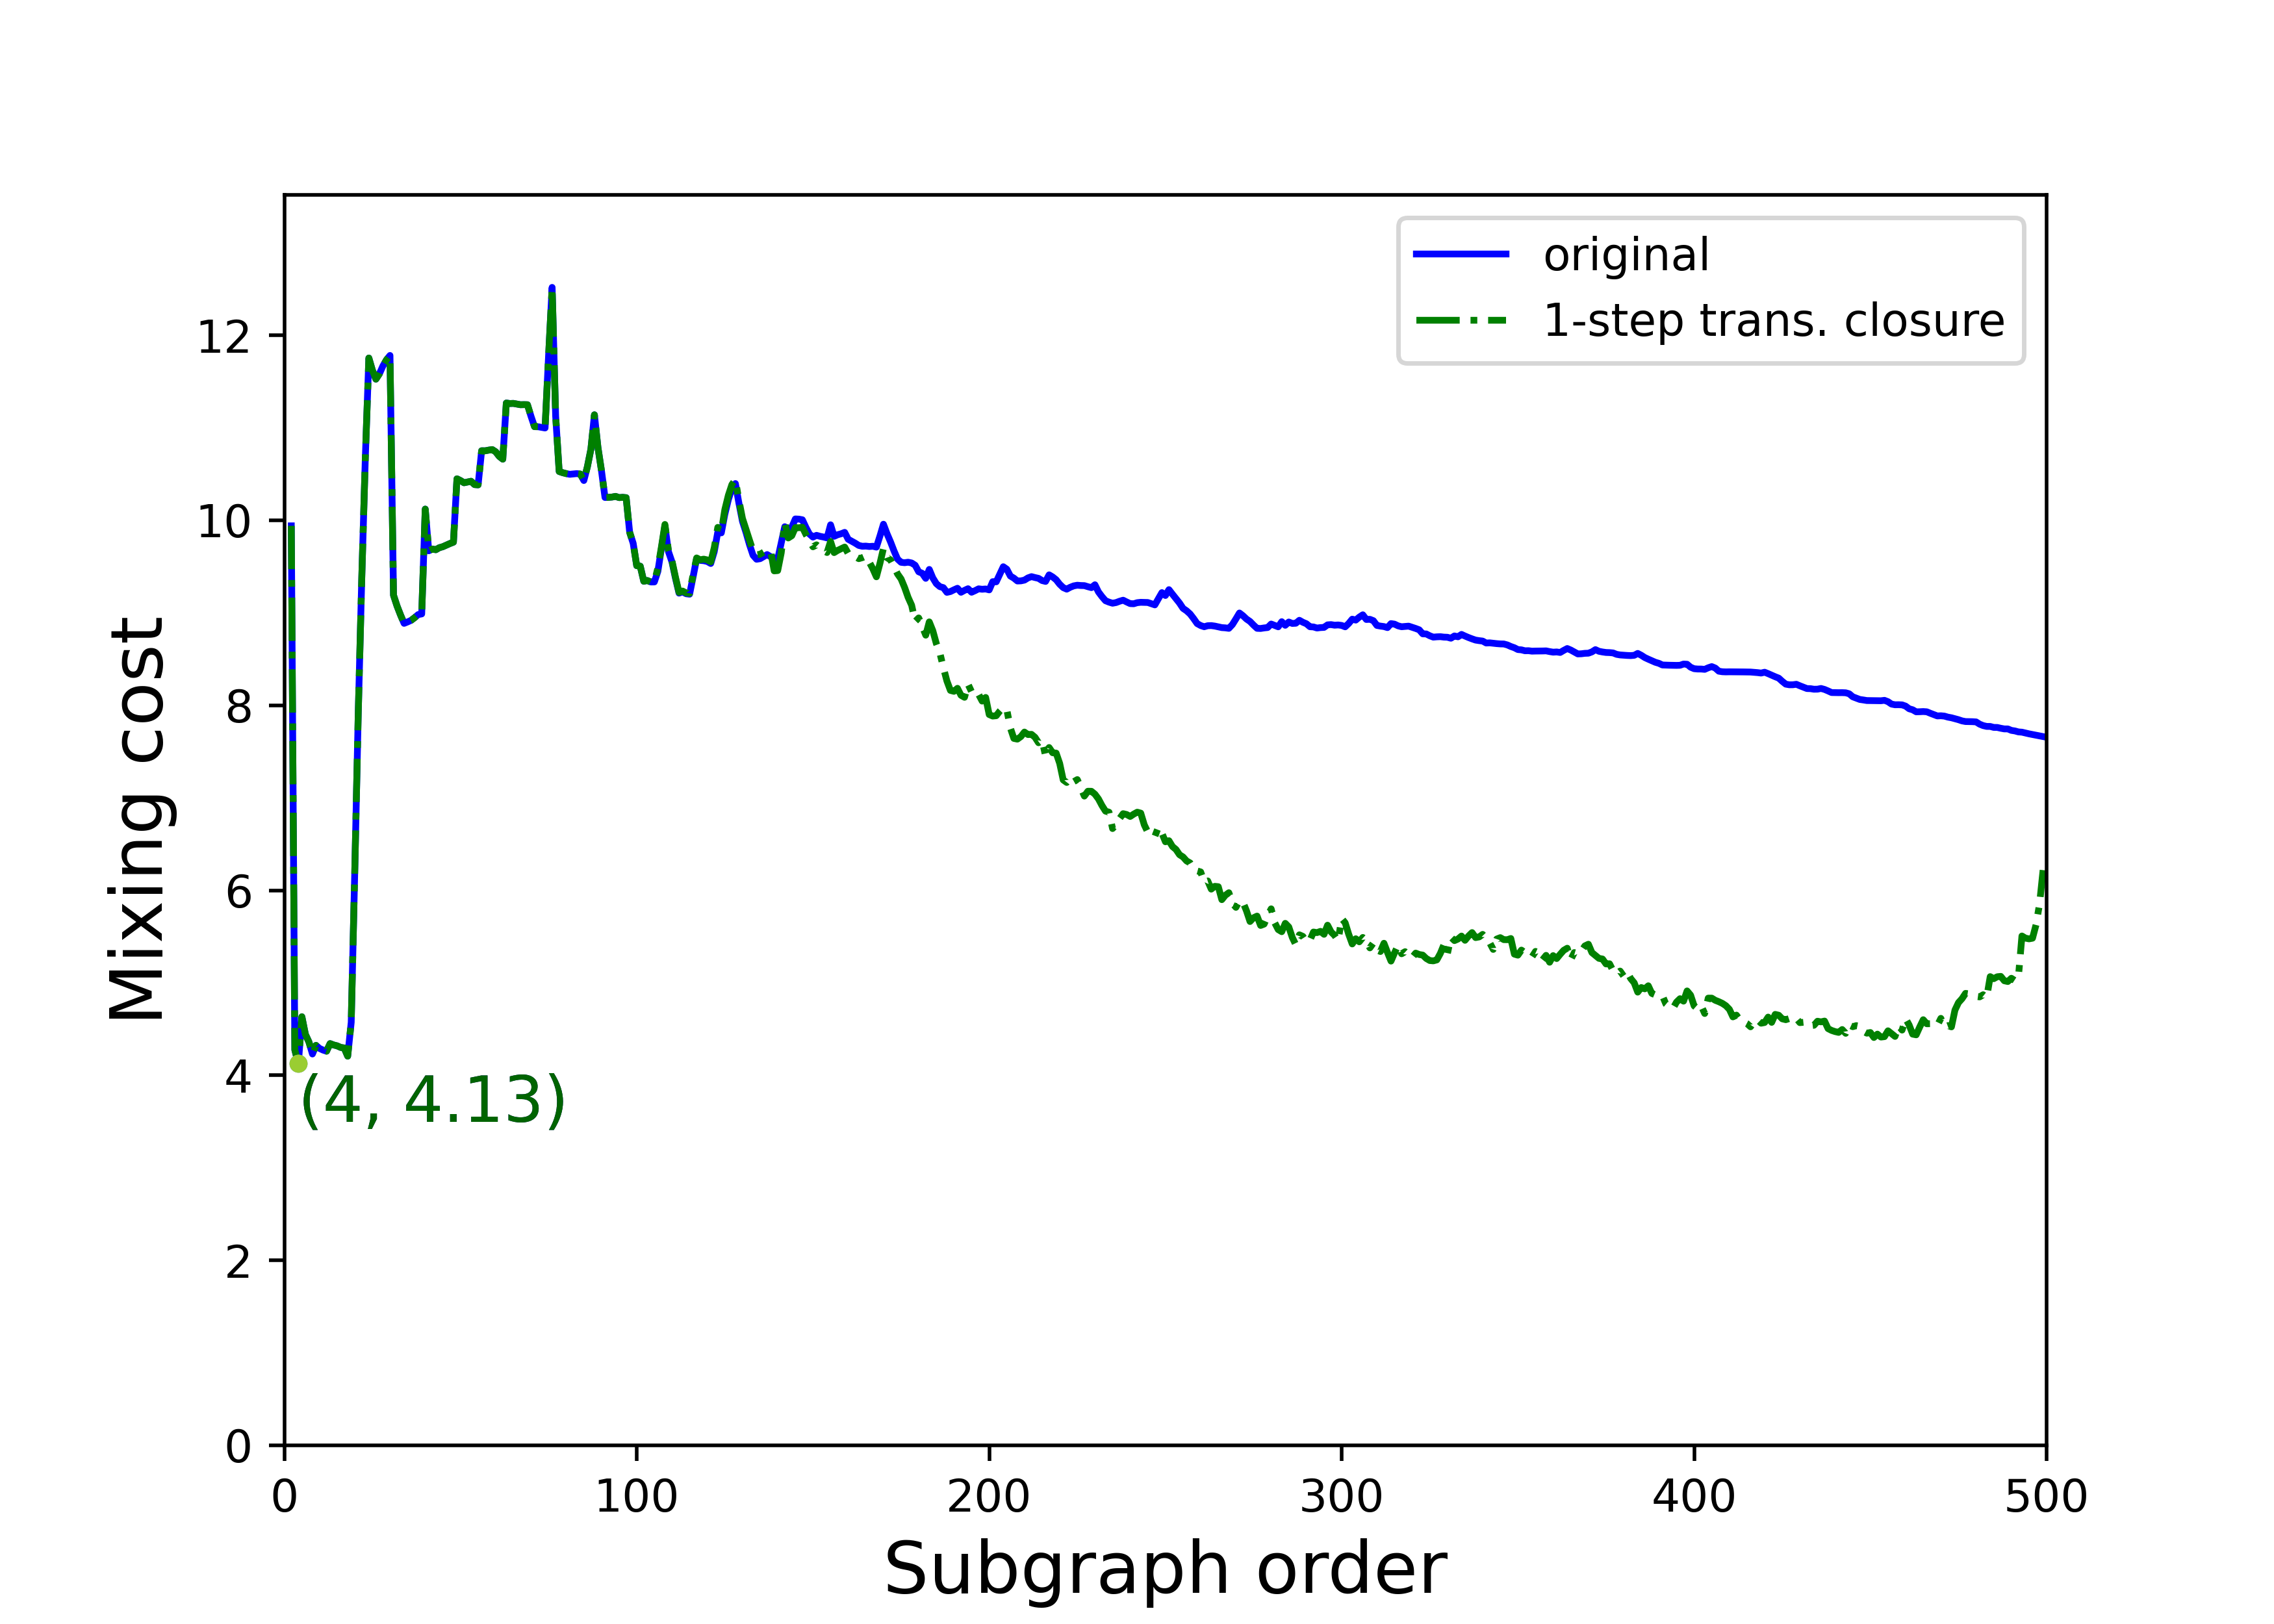 original
1-step trans. closure
12
10
8
6
4
2
0
Mixing cost
(4, 4.13)
0 100 200 300 400 500
Subgraph order